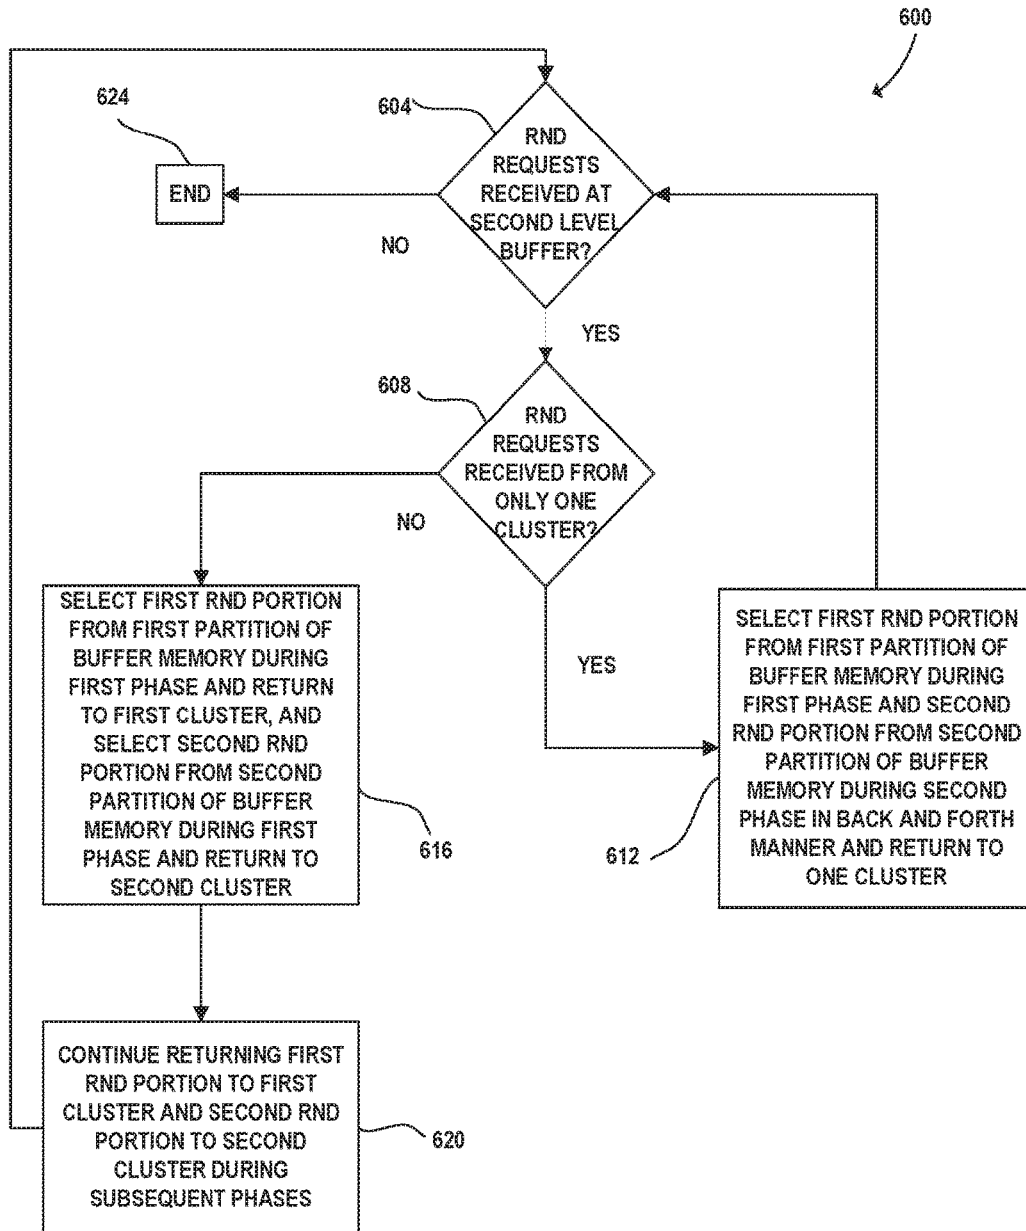 600
624
604
RND
REQUESTS
RECEIVED AT
SECOND LEVEL
BUFFER?
END
NO
YES
608
RND
REQUESTS
RECEIVED FROM
ONLY ONE
CLUSTER?
NO
YES
SELECT FIRST RND PORTION
FROM FIRST PARTITION OF
BUFFER MEMORY DURING
FIRST PHASE AND RETURN
TO FIRST CLUSTER, AND
SELECT SECOND RND
PORTION FROM SECOND
PARTITION OF BUFFER
MEMORY DURING FIRST
PHASE AND RETURN TO
SECOND CLUSTER
616
SELECT FIRST RND PORTION
FROM FIRST PARTITION OF
BUFFER MEMORY DURING
FIRST PHASE AND SECOND
RND PORTION FROM SECOND
PARTITION OF BUFFER
MEMORY DURING SECOND
PHASE IN BACK AND FORTH
MANNER AND RETURN TO
ONE CLUSTER
612
CONTINUE RETURNING FIRST
RND PORTION TO FIRST
CLUSTER AND SECOND RND
PORTION TO SECOND
CLUSTER DURING
SUBSEQUENT PHASES
620